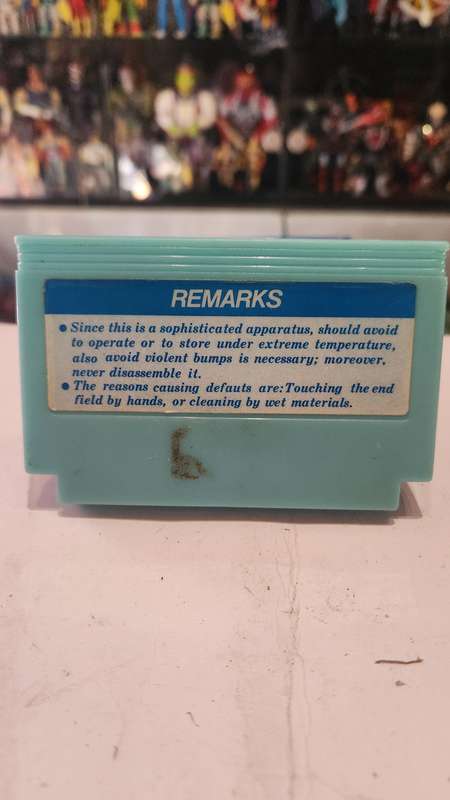 REMARKS
● Since this is a sophisticated apparatus, should avoid
to operate or to store under extreme temperature,
also avoid violent bumps is necessary; moreover,
never disassemble it.
● The reasons causing defauts are: Touching the end
field by hands, or cleaning by wet materials.